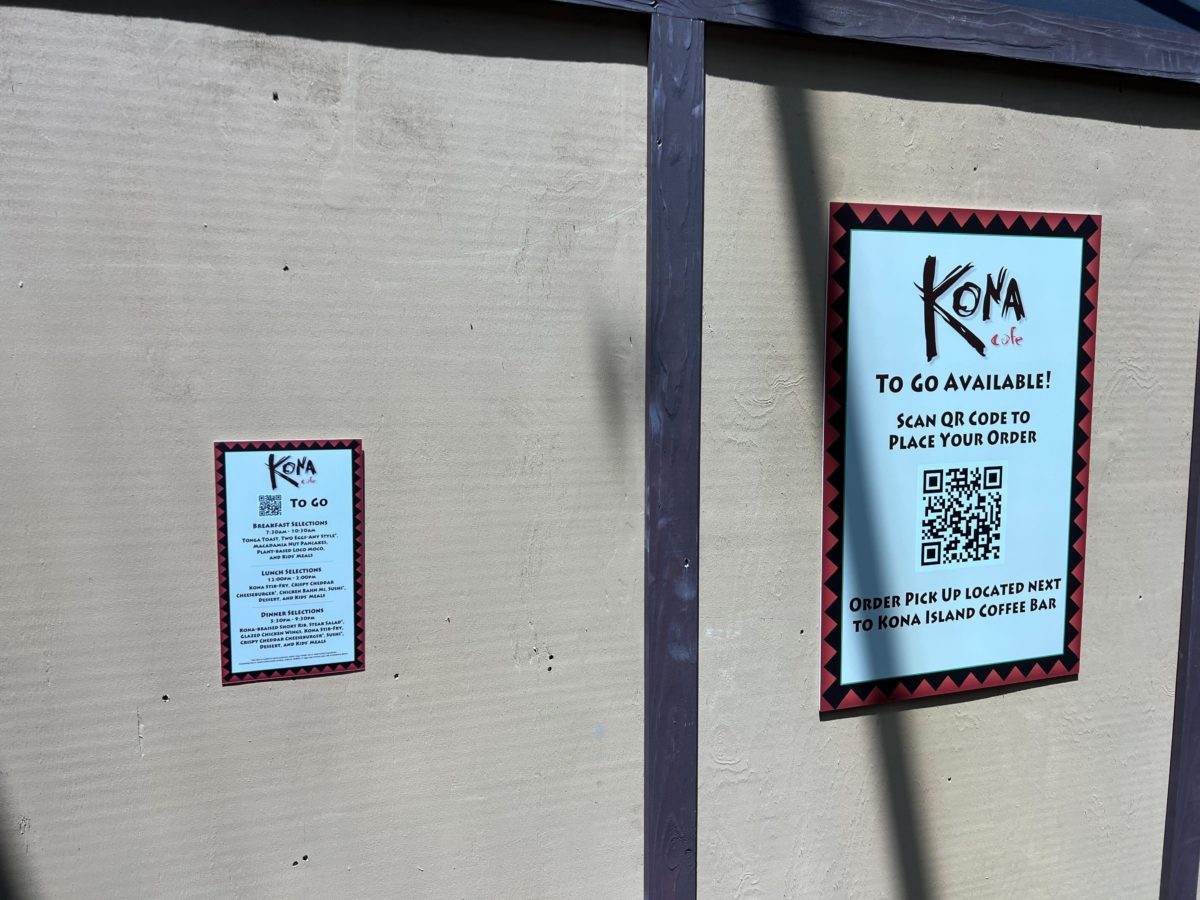 Kona
cafe
To Go
Breakfast Selections
7:30am - 10:30am
Tonga Toast, Two Eggs-Any Style*,
Macadamia Nut Pancakes,
Plant-based Loco Moco,
and Kids' Meals
Lunch Selections
12:00pm - 2:00pm
Kona Stir-Fry, Crispy Cheddar
Cheeseburger*, Chicken Banh Mi, Sushi*,
Dessert, and Kids' Meals
Dinner Selections
5:30pm - 9:30pm
Kona-braised Short Rib, Steak Salad*,
Glazed Chicken Wings, Kona Stir-Fry,
Crispy Cheddar Cheeseburger*, Sushi*,
Dessert, and Kids' Meals
Kona
cafe
To Go Available!
Scan QR Code to
Place Your Order
Order Pick Up located next
to Kona Island Coffee Bar